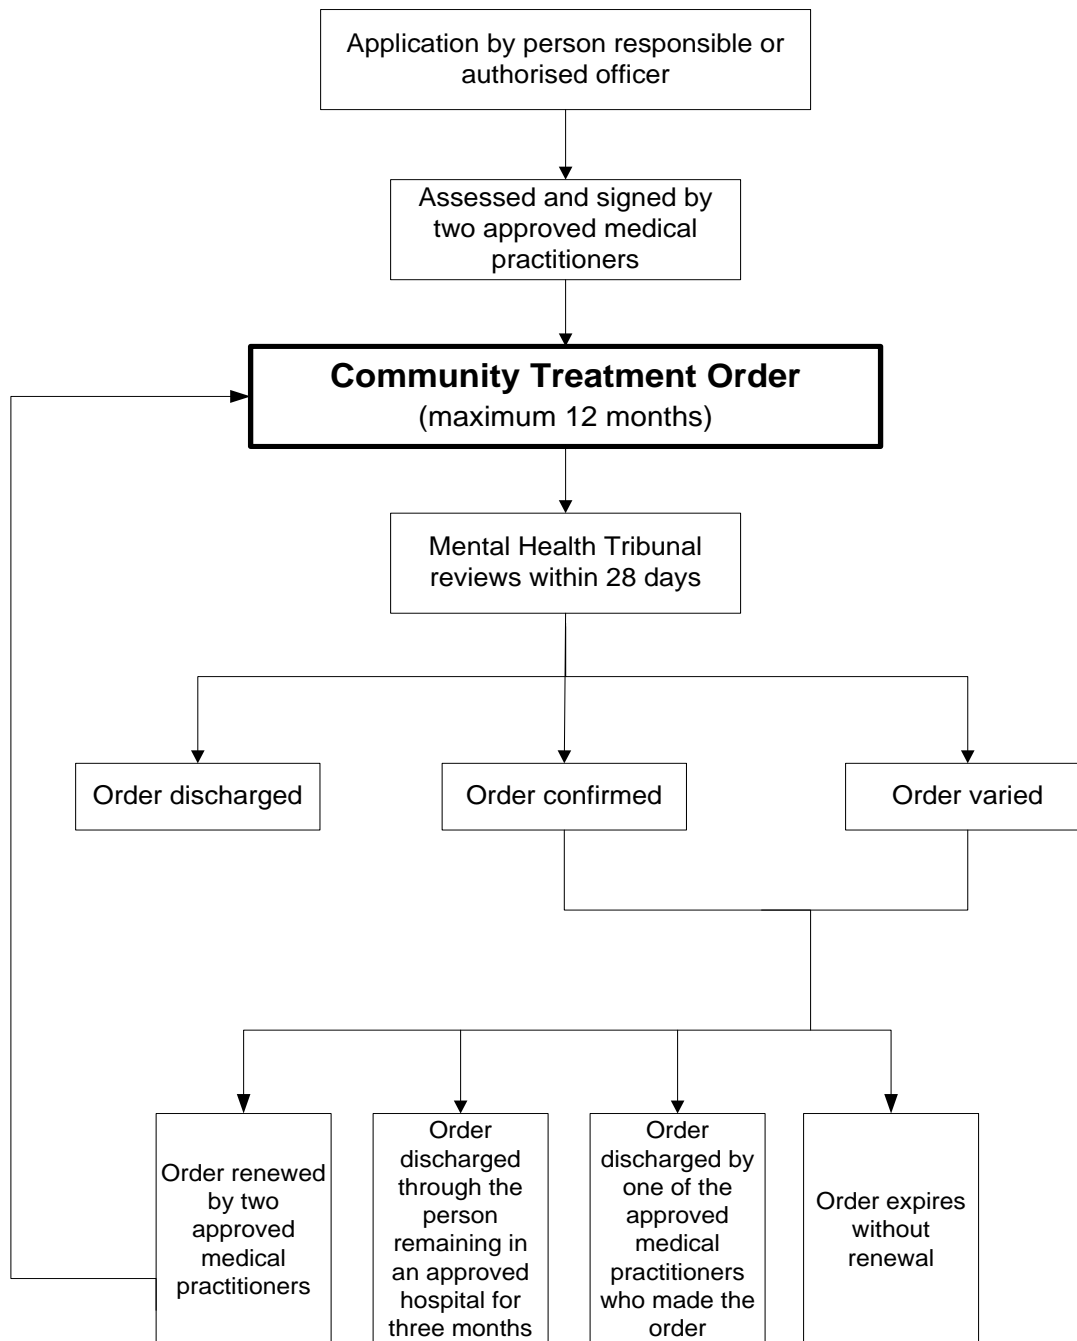 Application by person responsible or
authorised officer
Assessed and signed by
two approved medical
practitioners
Community Treatment Order
(maximum 12 months)
Mental Health Tribunal
reviews within 28 days
Order discharged
Order confirmed
Order varied
Order renewed
by two
approved
medical
practitioners
Order
discharged
through the
person
remaining in
an approved
hospital for
three months
Order
discharged by
one of the
approved
medical
practitioners
who made the
order
Order expires
without
renewal